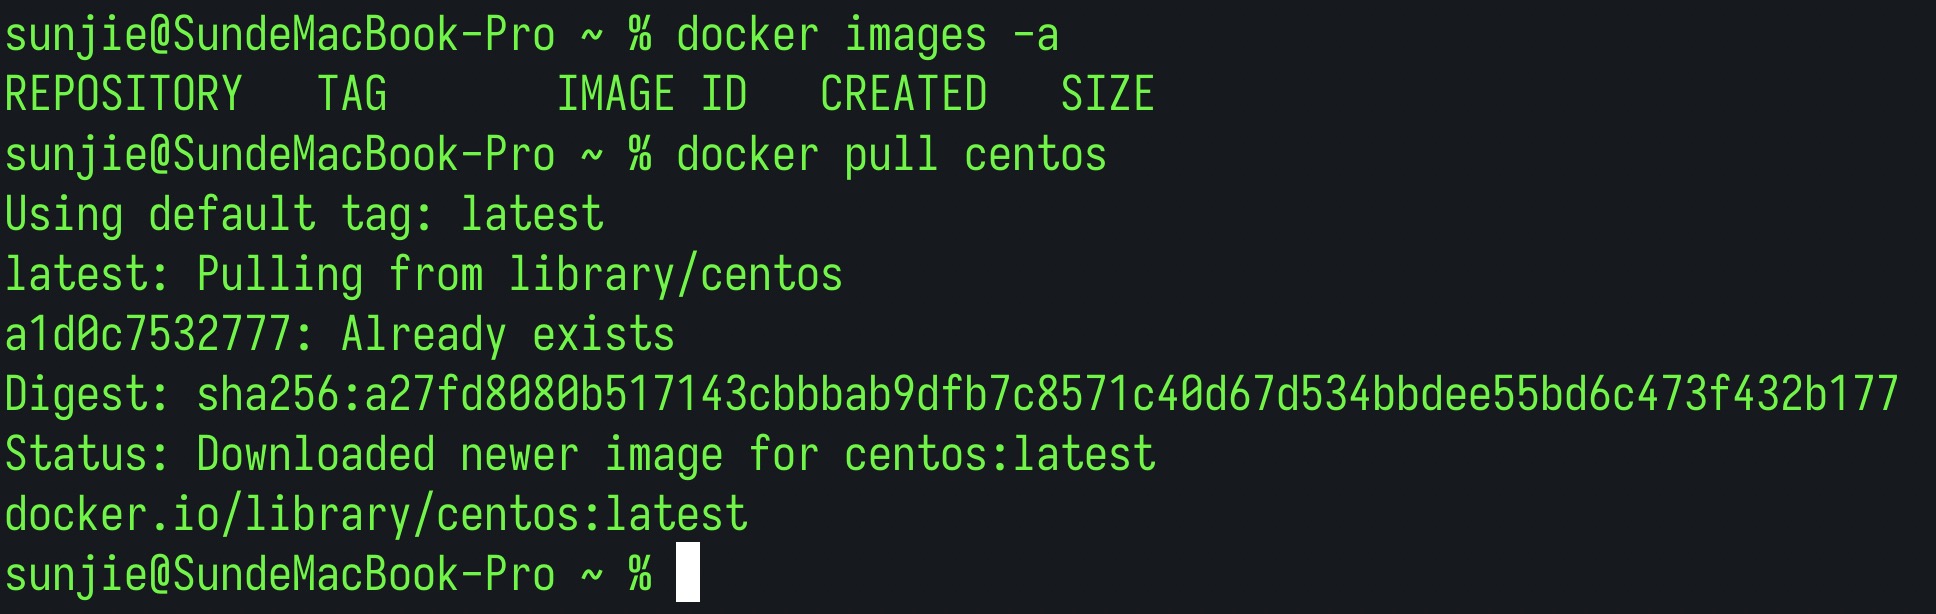 sunjie@SundeMacBook-Pro ~ % docker images -a
REPOSITORY   TAG       IMAGE ID   CREATED   SIZE
sunjie@SundeMacBook-Pro ~ % docker pull centos
Using default tag: latest
latest: Pulling from library/centos
a1d0c7532777: Already exists
Digest: sha256:a27fd8080b517143cbbbab9dfb7c8571c40d67d534bbdee55bd6c473f432b177
Status: Downloaded newer image for centos:latest
docker.io/library/centos:latest
sunjie@SundeMacBook-Pro ~ %